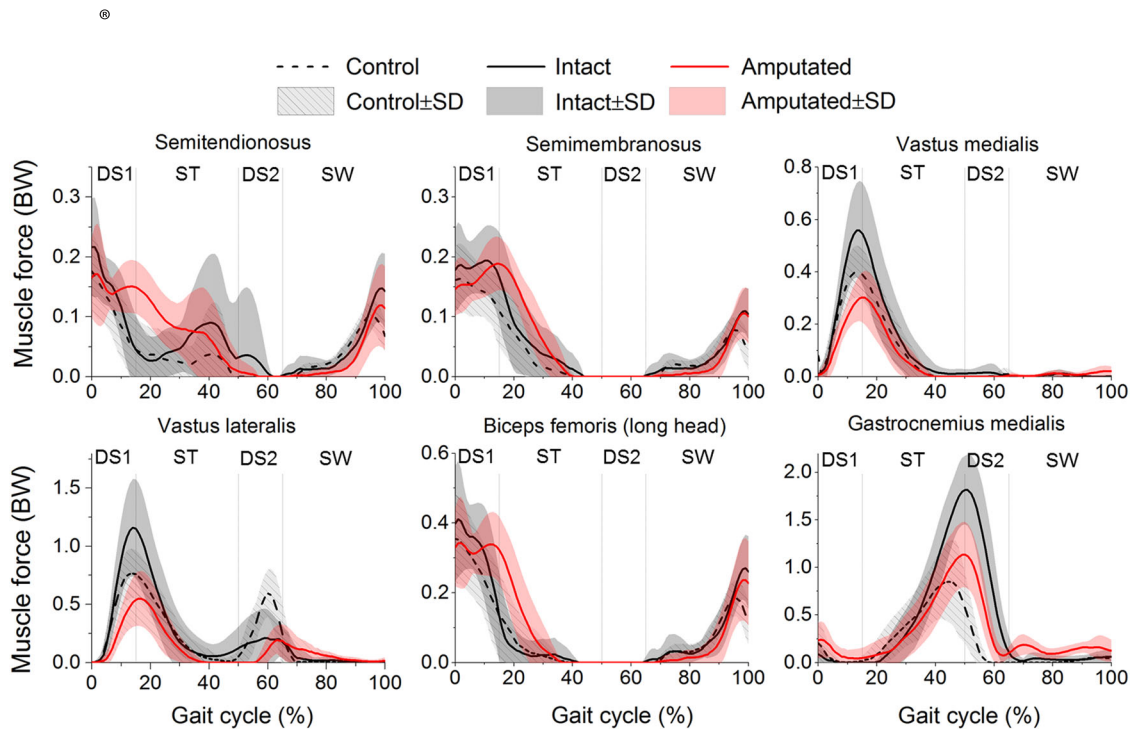 ®
Control Intact Amputated
Control±SD Intact±SD Amputated±SD
Semitendionosus Semimembranosus Vastus medialis
DS1 ST DS2 SW DS1 ST DS2 SW DS1 ST DS2 SW
Muscle force (BW)
0.3
0.2
0.1
0.0
0 20 40 60 80 100
0.3
0.2
0.1
0.0
0 20 40 60 80 100
0.8
0.6
0.4
0.2
0.0
0 20 40 60 80 100
Vastus lateralis Biceps femoris (long head) Gastrocnemius medialis
DS1 ST DS2 SW DS1 ST DS2 SW DS1 ST DS2 SW
Muscle force (BW)
1.5
1.0
0.5
0.0
0 20 40 60 80 100
0.6
0.4
0.2
0.0
0 20 40 60 80 100
2.0
1.5
1.0
0.5
0.0
0 20 40 60 80 100
Gait cycle (%) Gait cycle (%) Gait cycle (%)